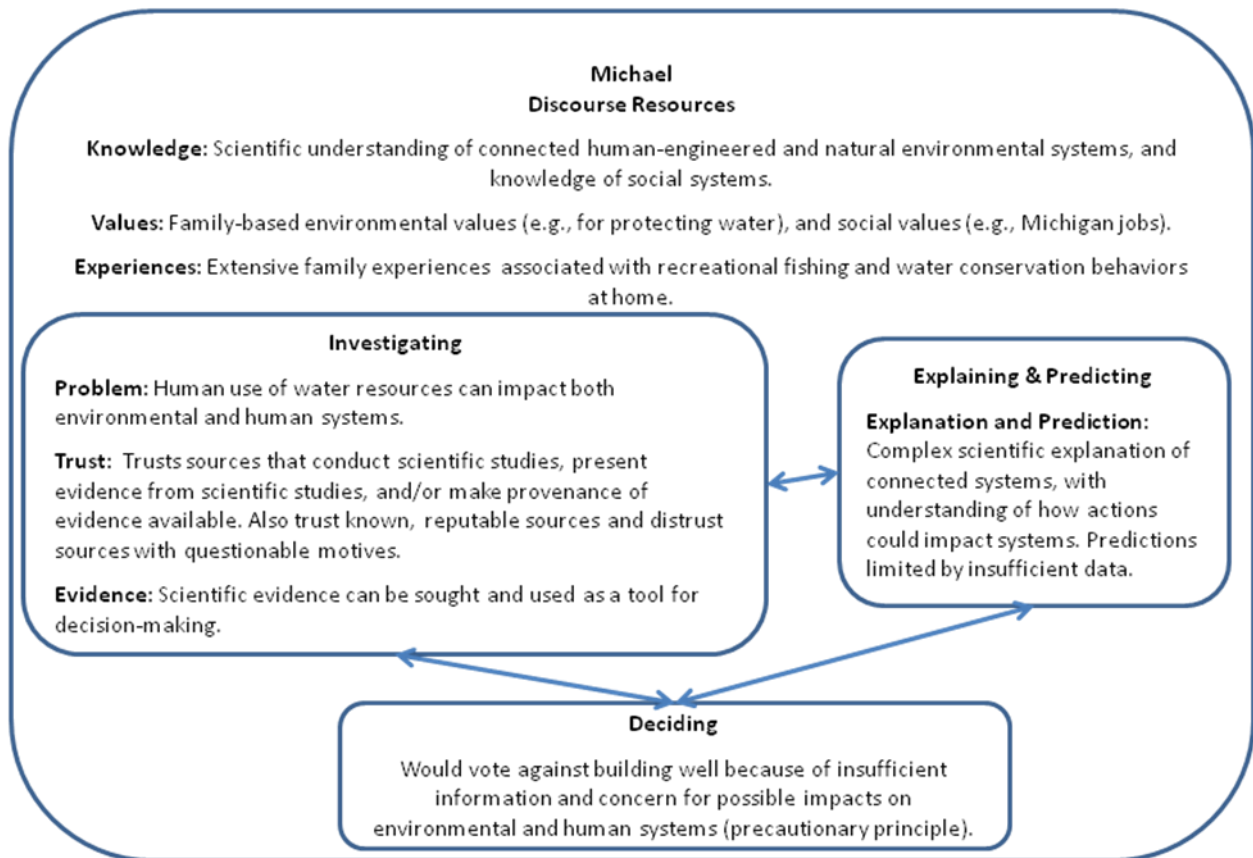 Michael
Discourse Resources
Knowledge: Scientific understanding of connected human-engineered and natural environmental systems, and
knowledge of social systems.
Values: Family-based environmental values (e.g., for protecting water), and social values (e.g., Michigan jobs).
Experiences: Extensive family experiences associated with recreational fishing and water conservation behaviors
at home.
Investigating
Problem: Human use of water resources can impact both
environmental and human systems.
Trust: Trusts sources that conduct scientific studies, present
evidence from scientific studies, and/or make provenance of
evidence available. Also trust known, reputable sources and distrust
sources with questionable motives.
Evidence: Scientific evidence can be sought and used as a tool for
decision-making.
Explaining & Predicting
Explanation and Prediction:
Complex scientific explanation of
connected systems, with
understanding of how actions
could impact systems. Predictions
limited by insufficient data.
Deciding
Would vote against building well because of insufficient
information and concern for possible impacts on
environmental and human systems (precautionary principle).